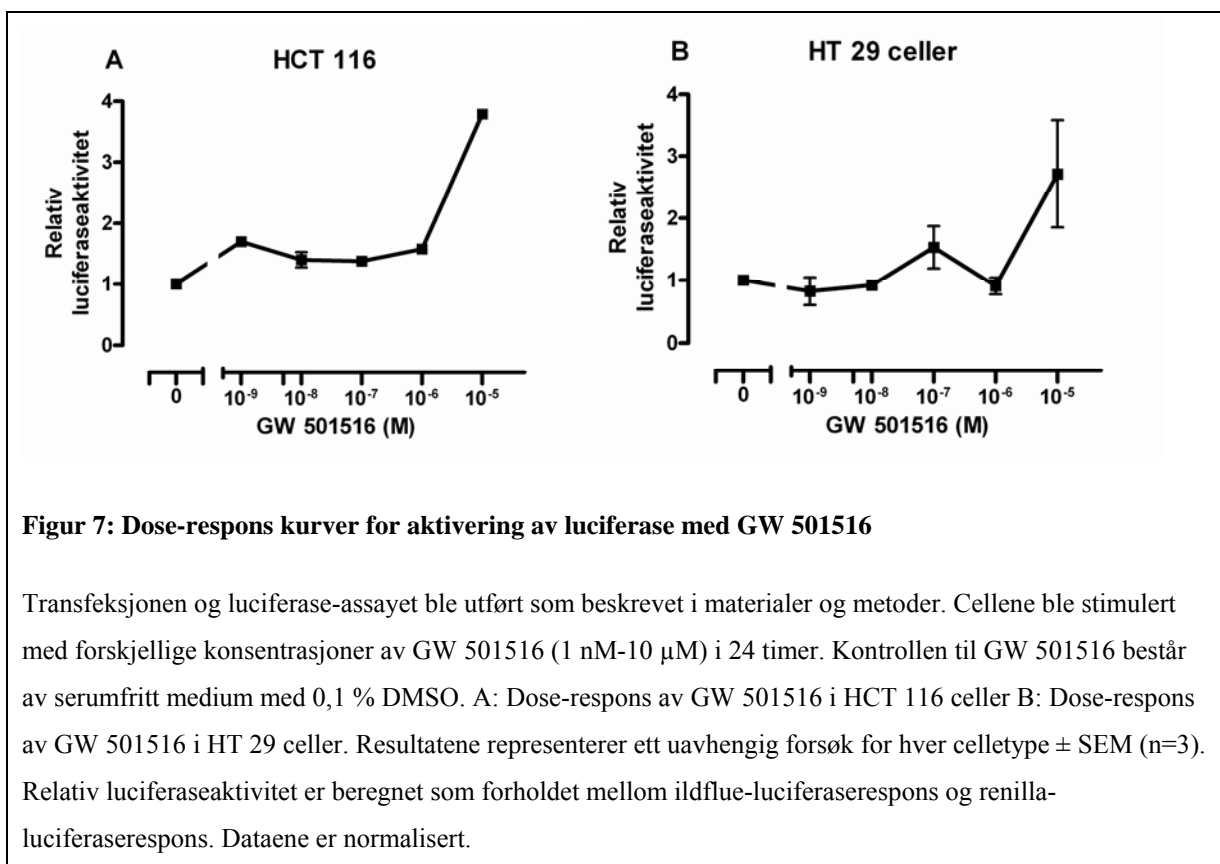 A
HCT 116
Relativ
luciferaseaktivitet
4
3
2
1
0
0
10⁻⁹
10⁻⁸
10⁻⁷
10⁻⁶
10⁻⁵
GW 501516 (M)
B
HT 29 celler
Relativ
luciferaseaktivitet
4
3
2
1
0
0
10⁻⁹
10⁻⁸
10⁻⁷
10⁻⁶
10⁻⁵
GW 501516 (M)
Figur 7: Dose-respons kurver for aktivering av luciferase med GW 501516
Transfeksjonen og luciferase-assayet ble utført som beskrevet i materialer og metoder. Cellene ble stimulert
med forskjellige konsentrasjoner av GW 501516 (1 nM-10 µM) i 24 timer. Kontrollen til GW 501516 består
av serumfritt medium med 0,1 % DMSO. A: Dose-respons av GW 501516 i HCT 116 celler B: Dose-respons
av GW 501516 i HT 29 celler. Resultatene representerer ett uavhengig forsøk for hver celletype ± SEM (n=3).
Relativ luciferaseaktivitet er beregnet som forholdet mellom ildflue-luciferaserespons og renilla-
luciferaserespons. Dataene er normalisert.